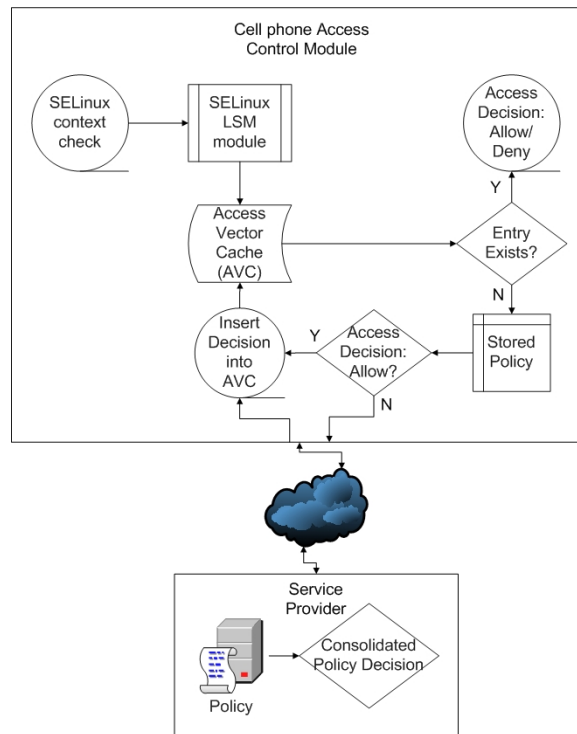 Cell phone Access
Control Module
SELinux
context
check
SELinux
LSM
module
Access
Decision:
Allow/
Deny
Y
Access
Vector
Cache
(AVC)
Entry
Exists?
N
Insert
Decision
into
AVC
Y
Access
Decision:
Allow?
N
Stored
Policy
Service
Provider
Policy
Consolidated
Policy Decision